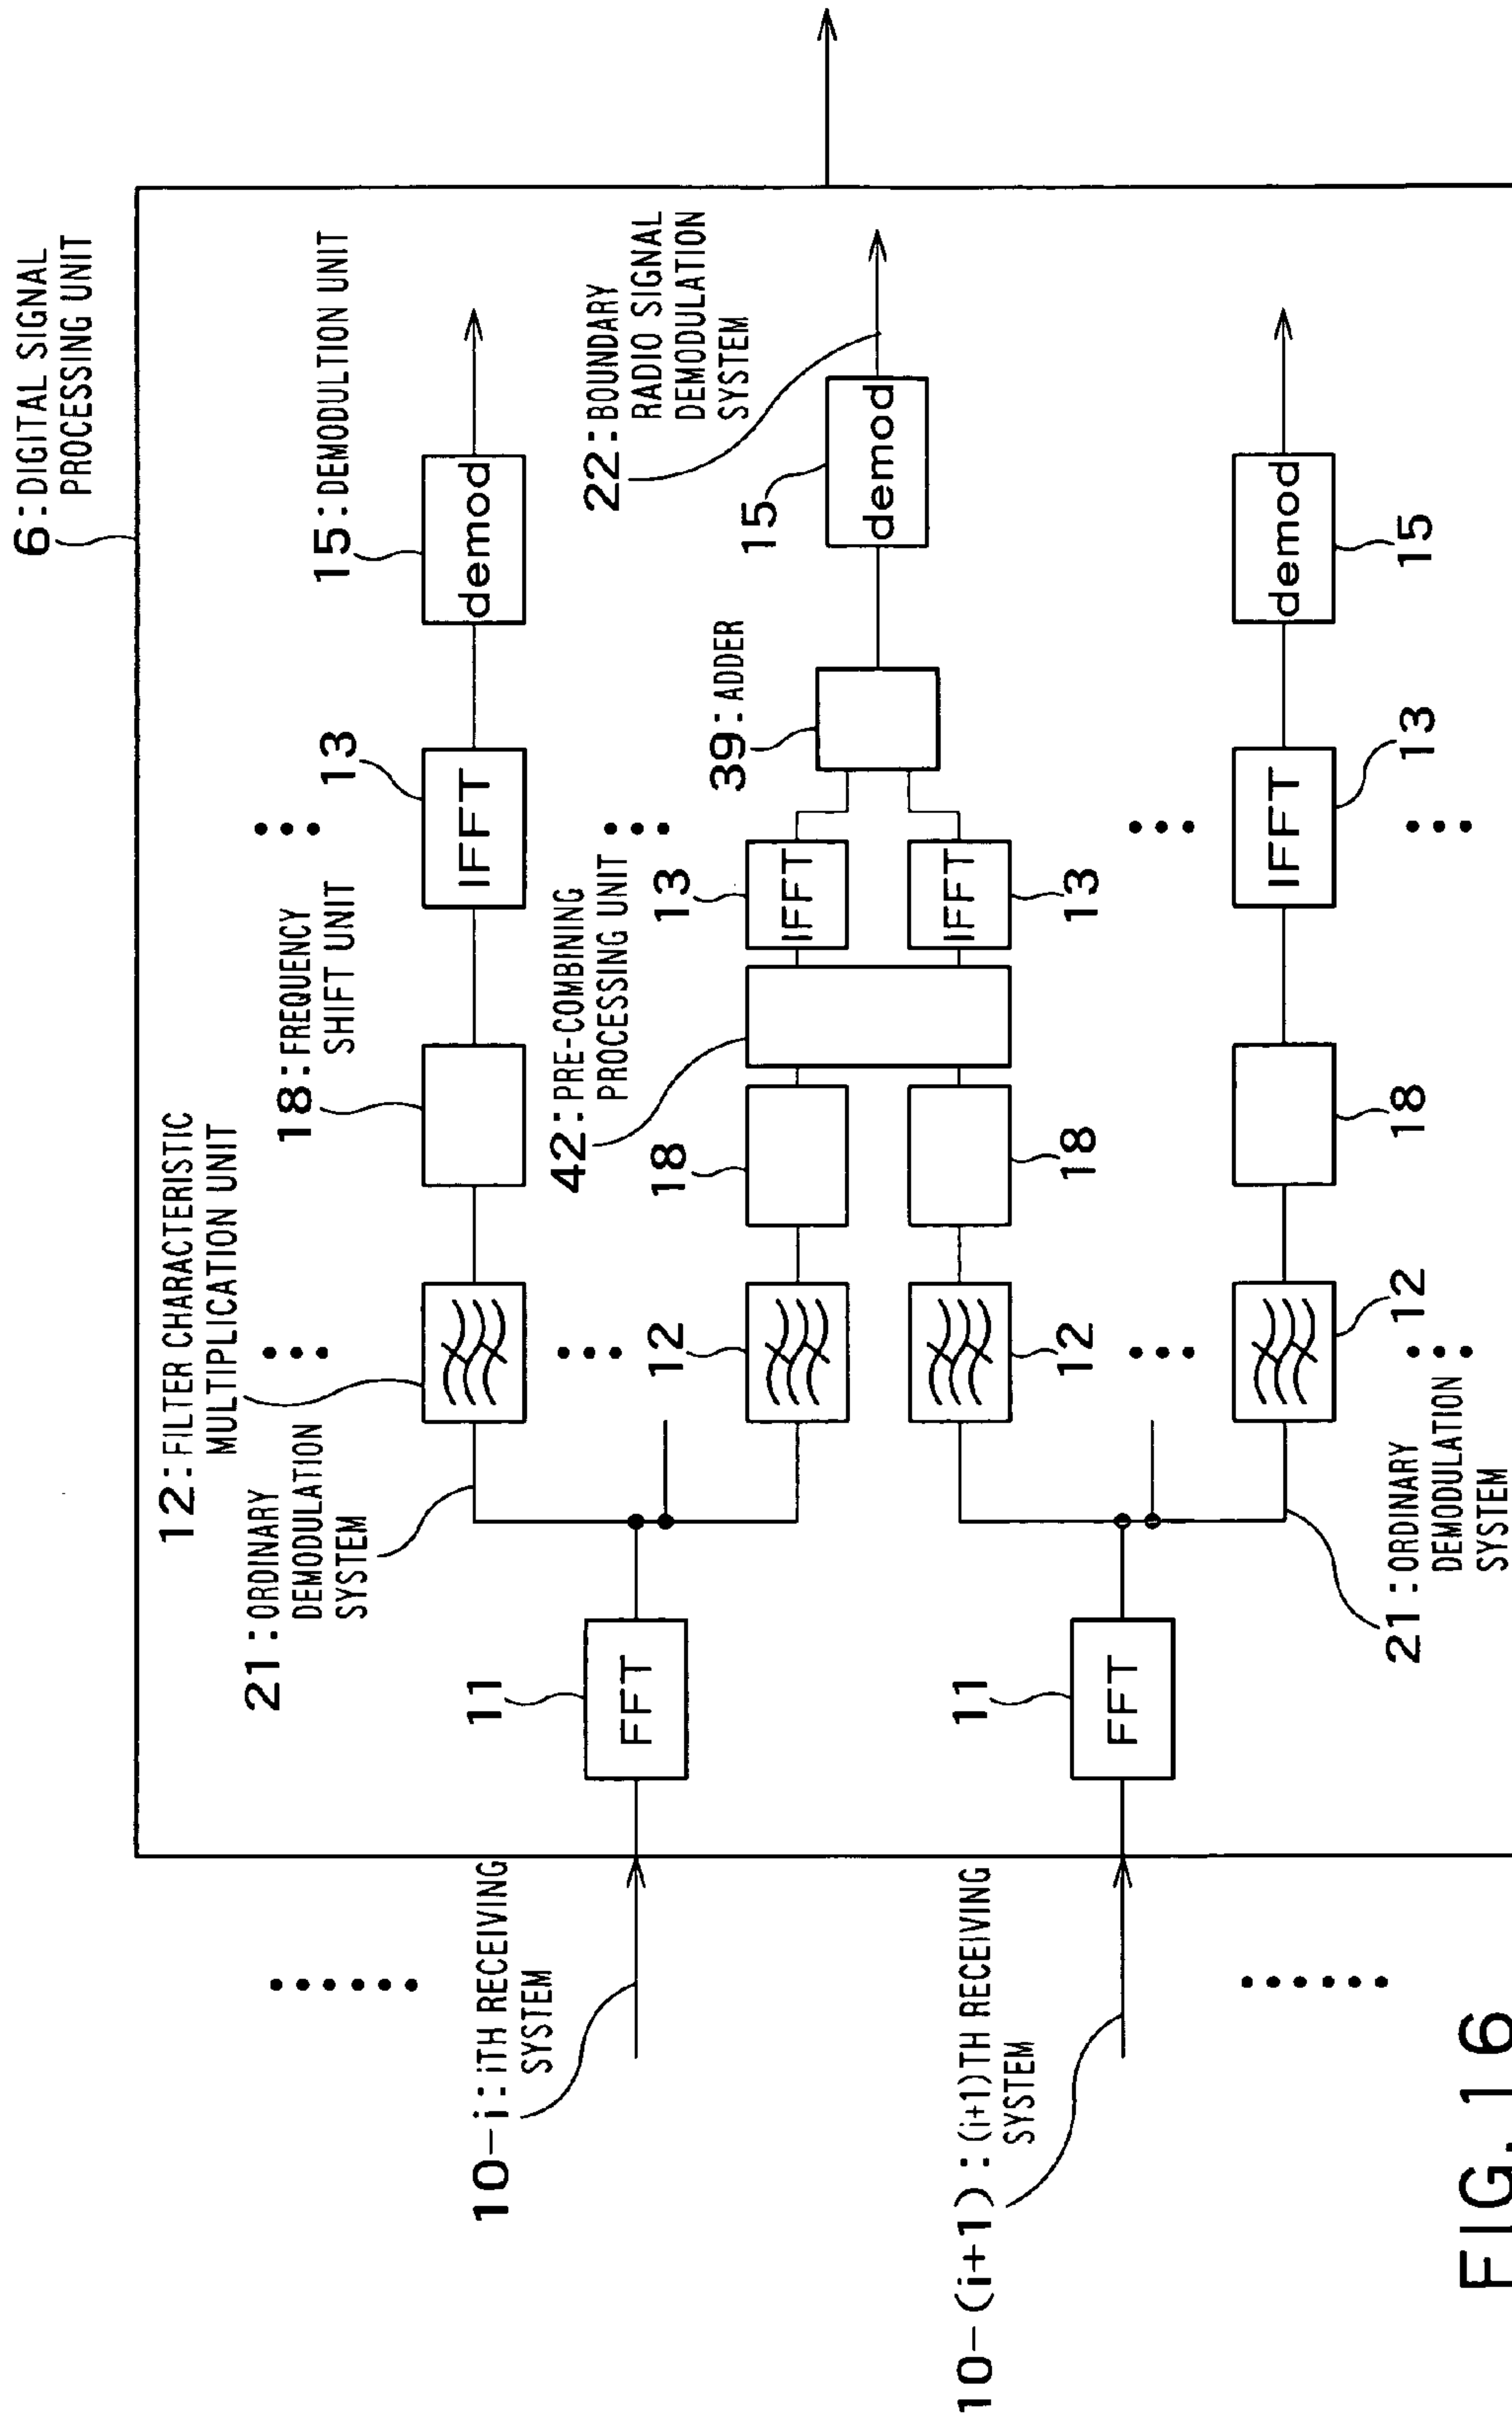 6: DIGITAL SIGNAL
PROCESSING UNIT
12: FILTER CHARACTERISTIC
MULTIPLICATION UNIT
18: FREQUENCY
SHIFT UNIT
13
15: DEMODULTION UNIT
21: ORDINARY
DEMODULATION
SYSTEM
IFFT
demod
10-i: iTH RECEIVING
SYSTEM
11
FFT
42: PRE-COMBINING
PROCESSING UNIT
22: BOUNDARY
RADIO SIGNAL
DEMODULATION
SYSTEM
12
18
13
39: ADDER
15
IFFT
demod
IFFT
12
18
13
10-(i+1): (i+1)TH RECEIVING
SYSTEM
11
FFT
IFFT
demod
21: ORDINARY
DEMODULATION
SYSTEM
12
18
13
15
FIG. 16